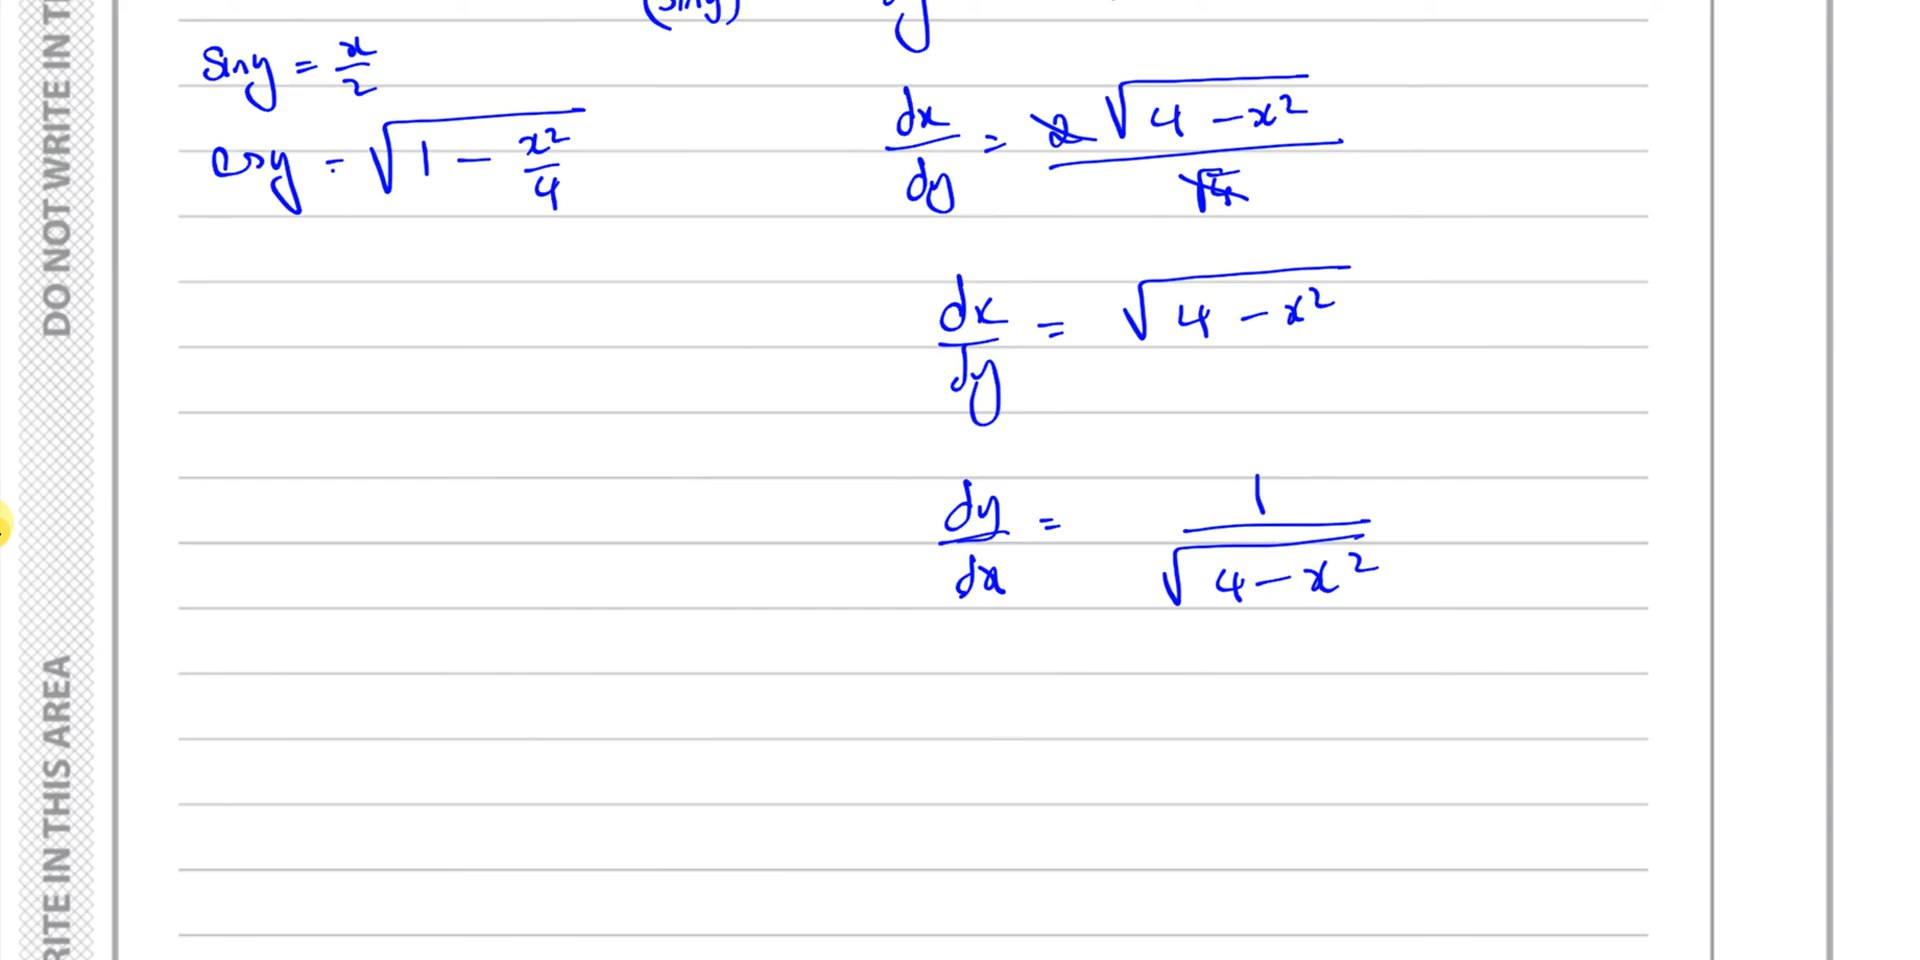 (sin y)
sin y = x/2
cos y = √(1 − x²/4)
dx/dy = 2√(4 − x²)/√4
dx/dy = √(4 − x²)
dy/dx = 1/√(4 − x²)
DO NOT WRITE IN T
RITE IN THIS AREA